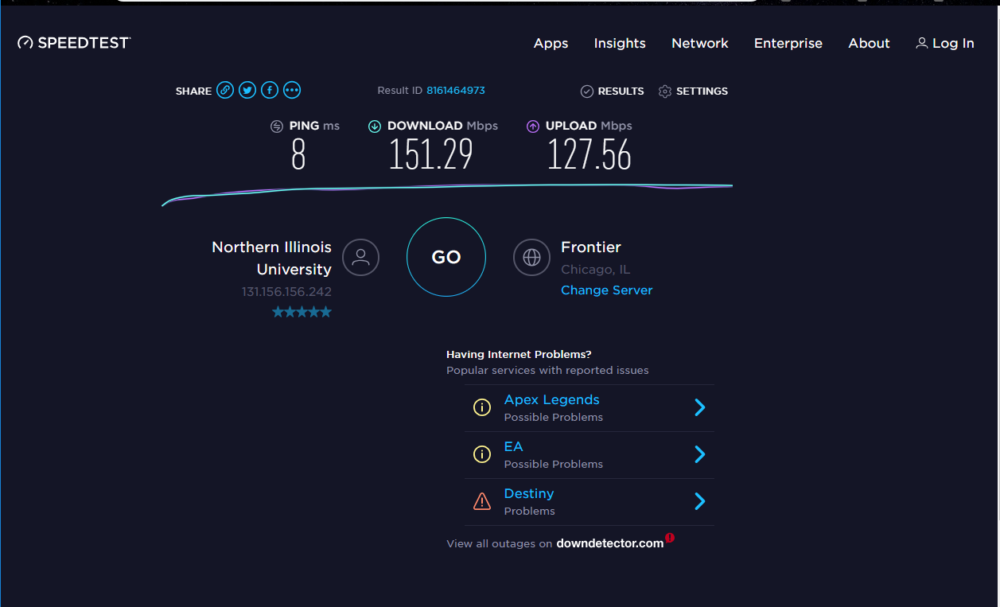 SPEEDTEST
Apps Insights Network Enterprise About Log In
SHARE Result ID 8161464973 RESULTS SETTINGS
PING ms DOWNLOAD Mbps UPLOAD Mbps
8 151.29 127.56
Northern Illinois
University
131.156.156.242
GO
Frontier
Chicago, IL
Change Server
Having Internet Problems?
Popular services with reported issues
Apex Legends
Possible Problems
EA
Possible Problems
Destiny
Problems
View all outages on downdetector.com